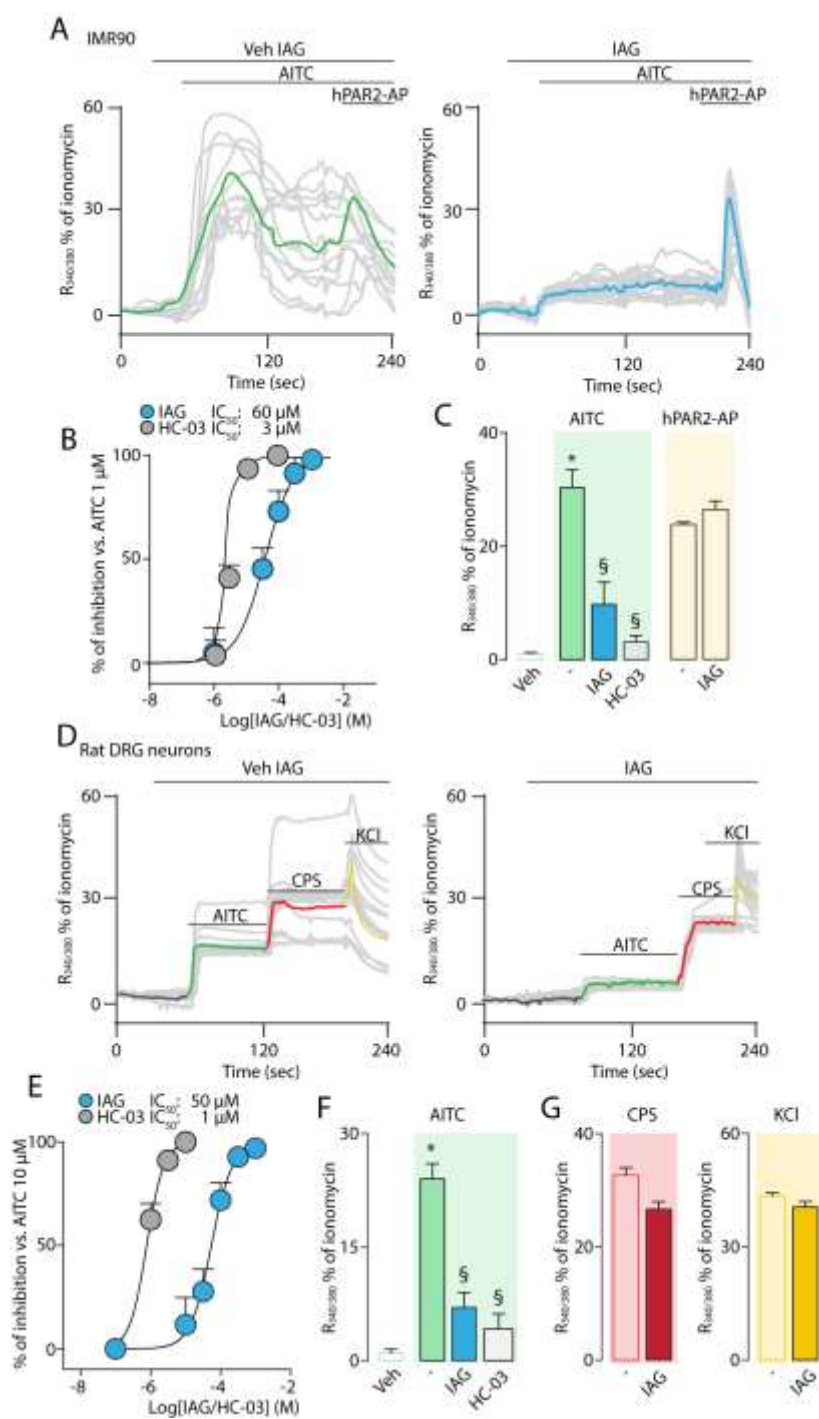 A
IMR90
Veh IAG
AITC
hPAR2-AP
60
30
0
R340/380 % of ionomycin
0 120 240
Time (sec)
IAG
AITC
hPAR2-AP
60
30
0
R340/380 % of ionomycin
0 120 240
Time (sec)
B
IAG IC50: 60 µM
HC-03 IC50: 3 µM
100
50
0
% of inhibition vs. AITC 1 µM
-8 -6 -4 -2
Log[IAG/HC-03] (M)
C
AITC
hPAR2-AP
40
20
0
R340/380 % of ionomycin
*
§
§
Veh - IAG HC-03 - IAG
D
Rat DRG neurons
Veh IAG
60
30
0
R340/380 % of ionomycin
KCl
CPS
AITC
0 120 240
Time (sec)
IAG
60
30
0
R340/380 % of ionomycin
KCl
CPS
AITC
0 120 240
Time (sec)
E
IAG IC50: 50 µM
HC-03 IC50: 1 µM
100
50
0
% of inhibition vs. AITC 10 µM
-8 -6 -4 -2
Log[IAG/HC-03] (M)
F
AITC
30
15
0
R340/380 % of ionomycin
*
§
§
Veh - IAG HC-03
G
CPS
40
20
0
R340/380 % of ionomycin
- IAG
KCl
60
30
0
R340/380 % of ionomycin
- IAG